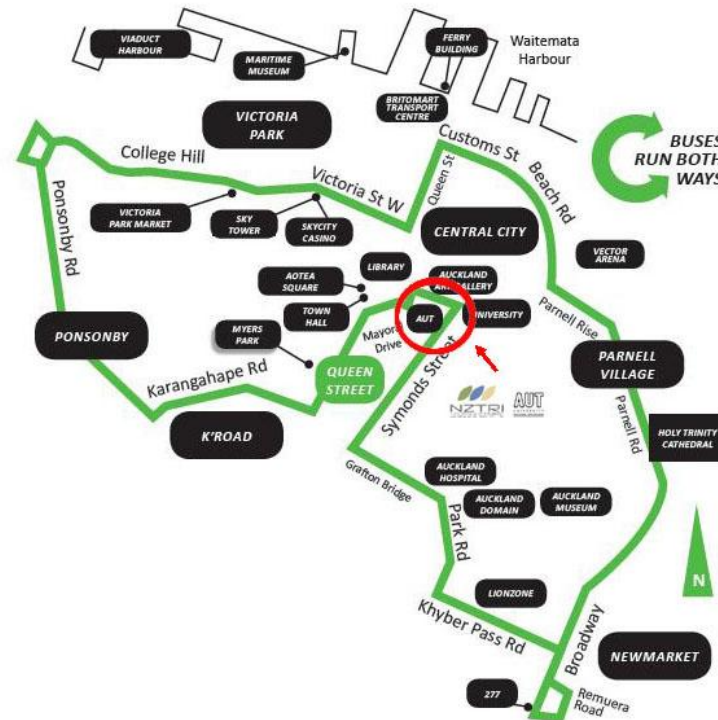 VIADUCT
HARBOUR
MARITIME
MUSEUM
FERRY
BUILDING
Waitemata
Harbour
BRITOMART
TRANSPORT
CENTRE
VICTORIA
PARK
College Hill
Customs St
Beach Rd
BUSES
RUN BOTH
WAYS
Victoria St W
Queen St
Ponsonby Rd
VICTORIA
PARK MARKET
SKY
TOWER
SKYCITY
CASINO
CENTRAL CITY
VECTOR
ARENA
LIBRARY
AOTEA
SQUARE
AUCKLAND
ART GALLERY
TOWN
HALL
AUT
UNIVERSITY
Parnell Rise
PONSONBY
MYERS
PARK
Mayoral
Drive
Symonds Street
PARNELL
VILLAGE
Karangahape Rd
QUEEN
STREET
NZTRI
AUT
Parnell Rd
K'ROAD
HOLY TRINITY
CATHEDRAL
Grafton Bridge
AUCKLAND
HOSPITAL
AUCKLAND
DOMAIN
AUCKLAND
MUSEUM
Park Rd
N
LIONZONE
Khyber Pass Rd
Broadway
NEWMARKET
277
Remuera
Road